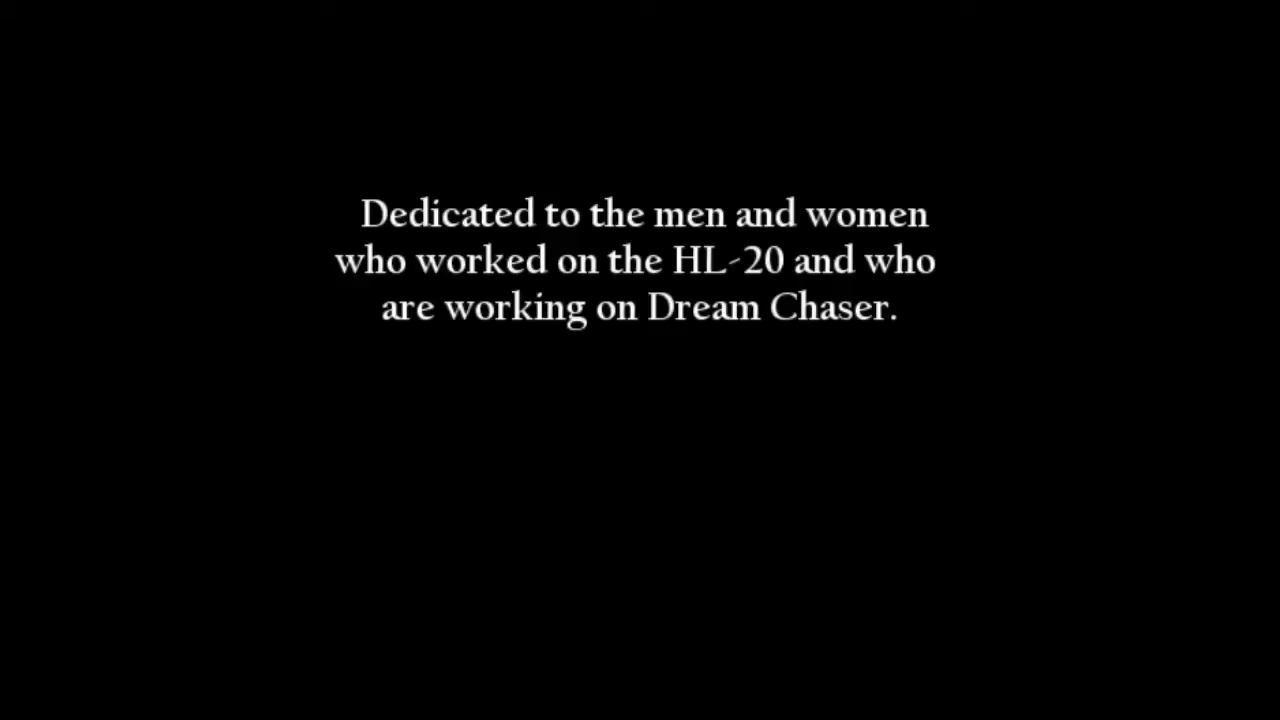 Dedicated to the men and women
who worked on the HL-20 and who
are working on Dream Chaser.